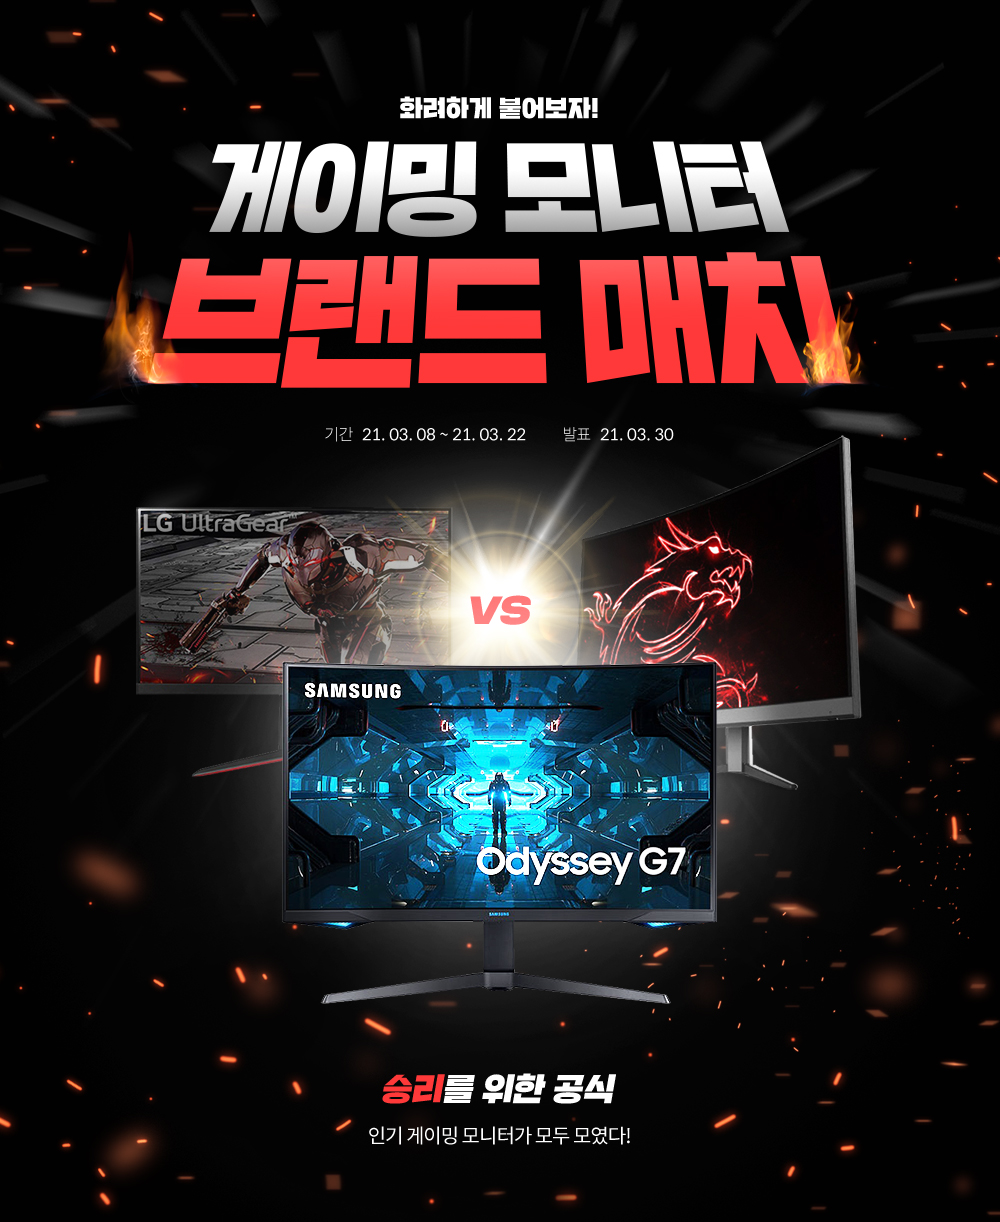 화려하게 붙어보자!
게이밍 모니터
브랜드 매치
기간 21. 03. 08 ~ 21. 03. 22 발표 21. 03. 30
LG UltraGear™
VS
SAMSUNG
Odyssey G7
SAMSUNG
승리를 위한 공식
인기 게이밍 모니터가 모두 모였다!